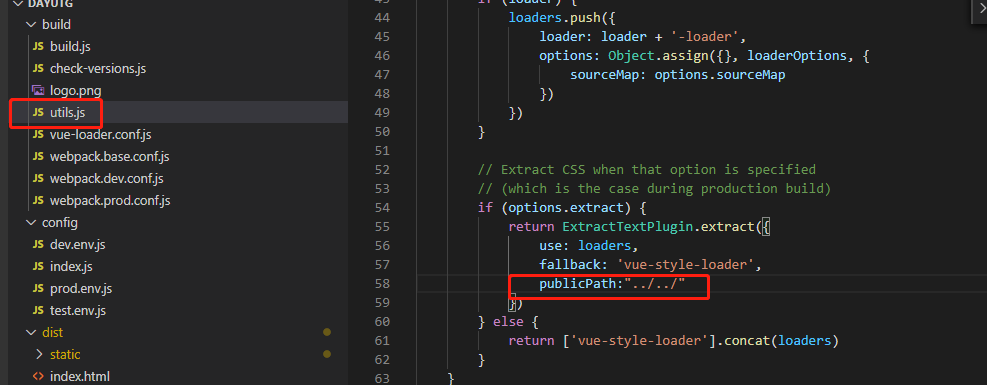 DAYUTG
build
JS build.js
JS check-versions.js
logo.png
JS utils.js
JS vue-loader.conf.js
JS webpack.base.conf.js
JS webpack.dev.conf.js
JS webpack.prod.conf.js
config
JS dev.env.js
JS index.js
JS prod.env.js
JS test.env.js
dist
static
<> index.html
43 if (loader) {
44 loaders.push({
45 loader: loader + '-loader',
46 options: Object.assign({}, loaderOptions, {
47 sourceMap: options.sourceMap
48 })
49 })
50 }
51
52 // Extract CSS when that option is specified
53 // (which is the case during production build)
54 if (options.extract) {
55 return ExtractTextPlugin.extract({
56 use: loaders,
57 fallback: 'vue-style-loader',
58 publicPath:"../../"
59 })
60 } else {
61 return ['vue-style-loader'].concat(loaders)
62 }
63 }